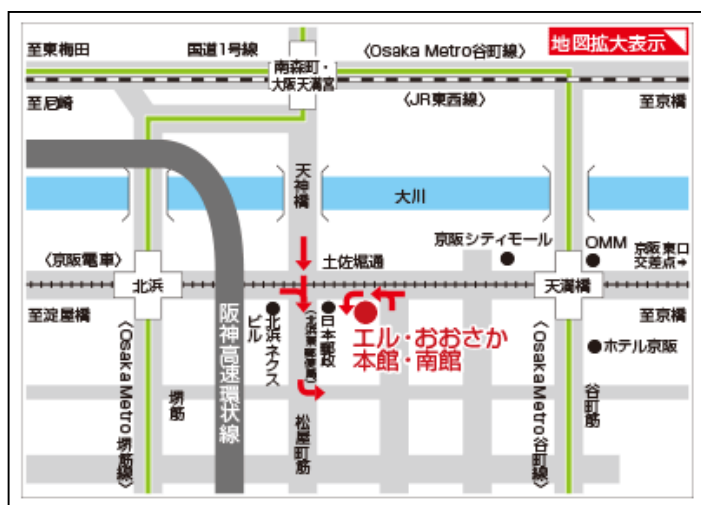 地図拡大表示
至東梅田
国道1号線
〈Osaka Metro谷町線〉
南森町・
大阪天満宮
至尼崎
〈JR東西線〉
至京橋
天神橋
大川
京阪シティモール
OMM
京阪東口
交差点→
〈京阪電車〉
北浜
土佐堀通
天満橋
至淀屋橋
至京橋
阪神高速環状線
北浜ネクス
ビル
(北浜東郵便局)
日本郵政
エル・おおさか
本館・南館
ホテル京阪
〈Osaka Metro堺筋線〉
堺筋
松屋町筋
〈Osaka Metro谷町線〉
谷町筋